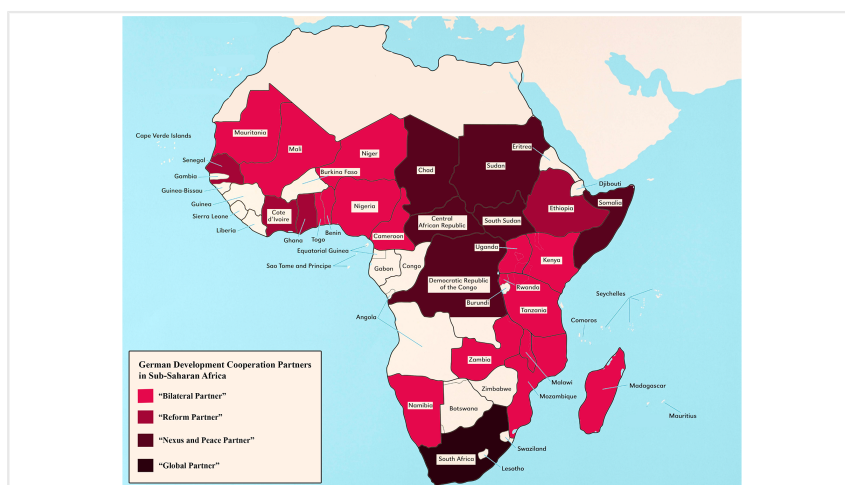 Cape Verde Islands
Mauritania
Mali
Niger
Chad
Sudan
Eritrea
Senegal
Gambia
Burkina Faso
Djibouti
Guinea-Bissau
Guinea
Sierra Leone
Liberia
Cote
d'Ivoire
Ghana
Togo
Benin
Nigeria
Cameroon
Central
African Republic
South Sudan
Ethiopia
Somalia
Equatorial Guinea
Sao Tome and Principe
Gabon
Congo
Uganda
Kenya
Democratic Republic
of the Congo
Rwanda
Burundi
Tanzania
Seychelles
Comoros
Angola
Zambia
Malawi
Mozambique
Madagascar
Mauritius
Zimbabwe
Namibia
Botswana
Swaziland
South Africa
Lesotho
German Development Cooperation Partners
in Sub-Saharan Africa
“Bilateral Partner”
“Reform Partner”
“Nexus and Peace Partner”
“Global Partner”